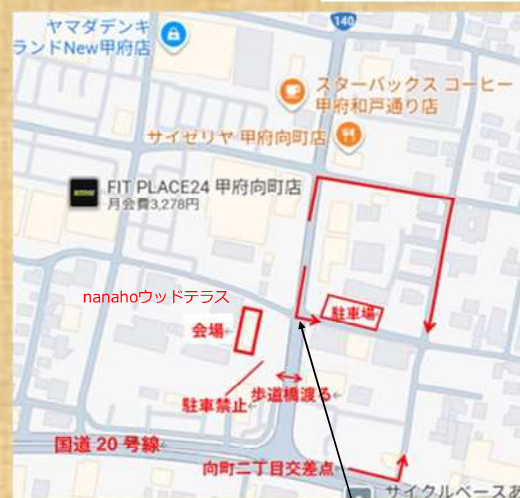 ヤマダデンキ
ランドNew甲府店
140
スターバックス コーヒー
甲府和戸通り店
サイゼリヤ 甲府向町店
FIT PLACE24 甲府向町店
月会費3,278円
nanahoウッドテラス
駐車場
会場
駐車禁止
歩道橋渡る
国道 20 号線
向町二丁目交差点
サイクルベースあ